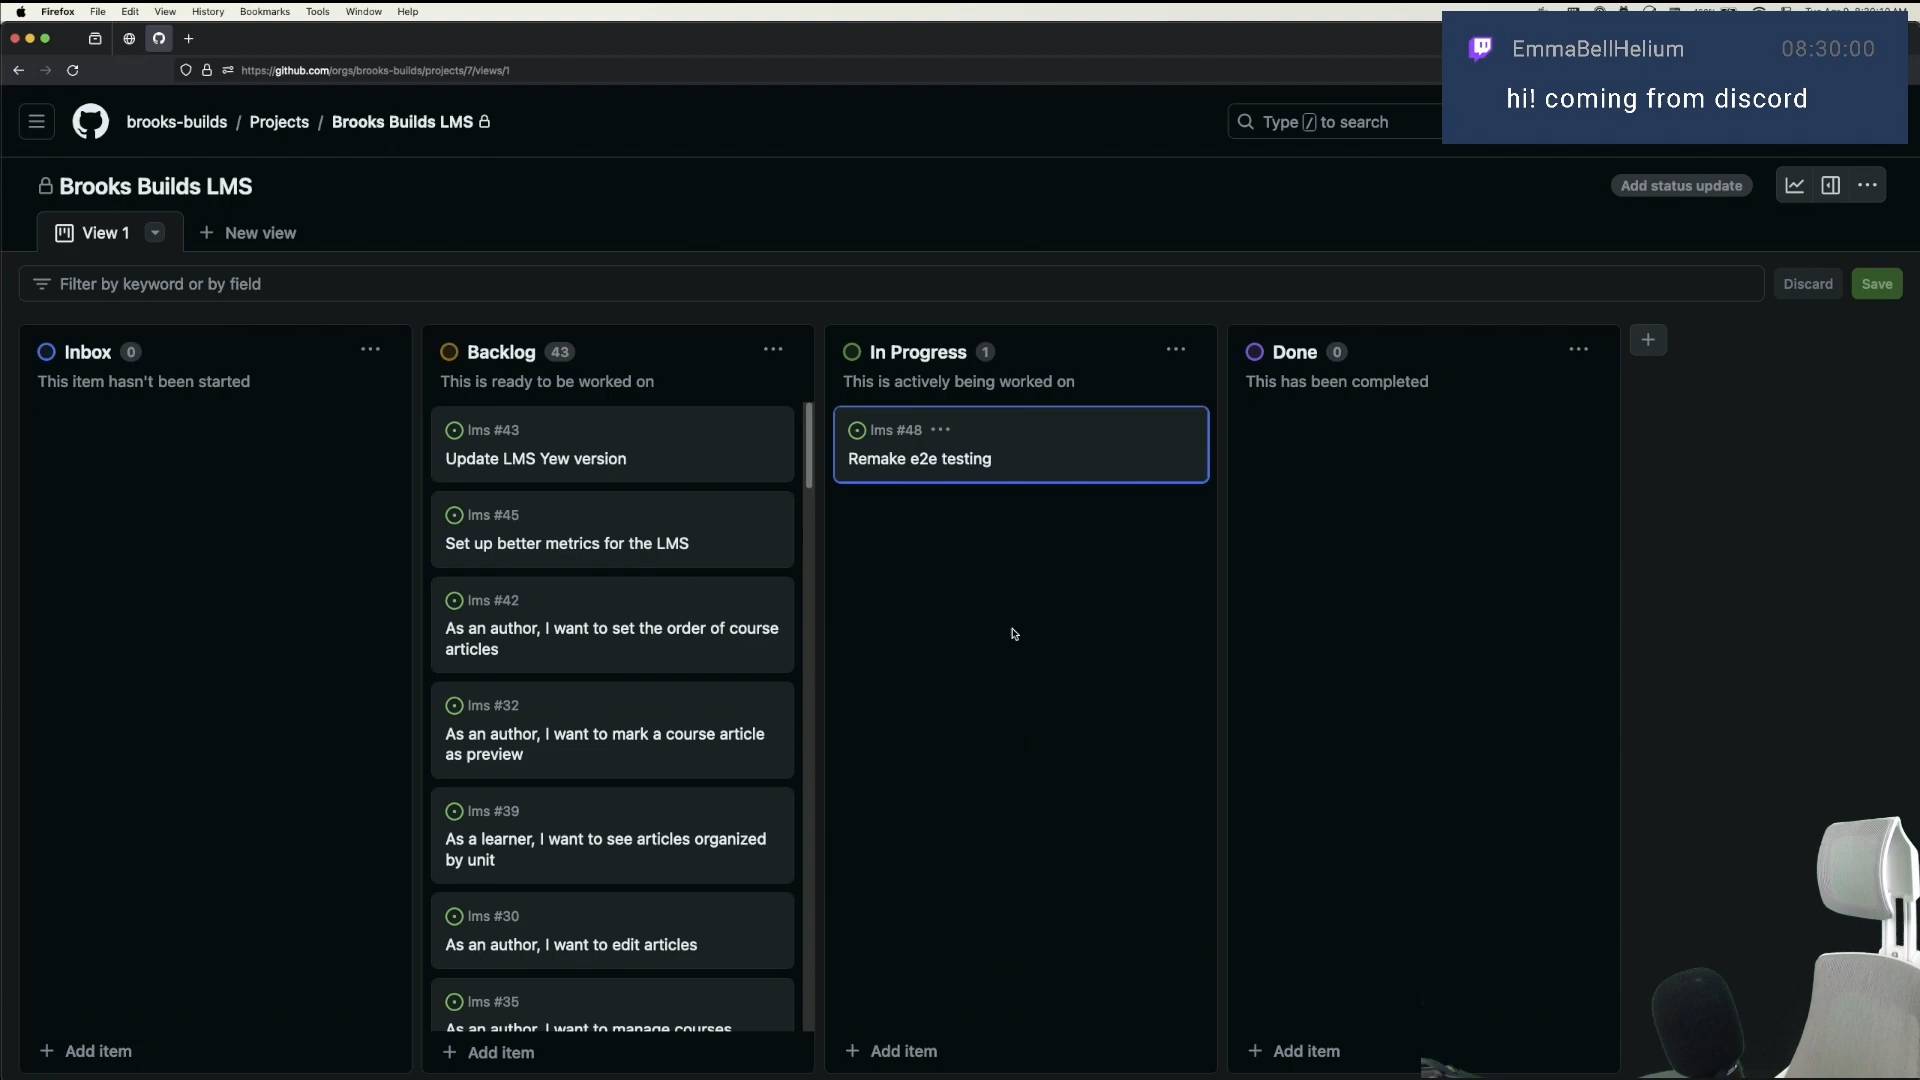 Firefox File Edit View History Bookmarks Tools Window Help
https://github.com/orgs/brooks-builds/projects/7/views/1
EmmaBellHelium 08:30:00
hi! coming from discord
brooks-builds / Projects / Brooks Builds LMS
Type / to search
Brooks Builds LMS
Add status update
View 1
New view
Filter by keyword or by field
Discard
Save
Inbox 0
This item hasn't been started
Add item
Backlog 43
This is ready to be worked on
lms #43
Update LMS Yew version
lms #45
Set up better metrics for the LMS
lms #42
As an author, I want to set the order of course
articles
lms #32
As an author, I want to mark a course article
as preview
lms #39
As a learner, I want to see articles organized
by unit
lms #30
As an author, I want to edit articles
lms #35
As an author, I want to manage courses
Add item
In Progress 1
This is actively being worked on
lms #48
Remake e2e testing
Add item
Done 0
This has been completed
Add item